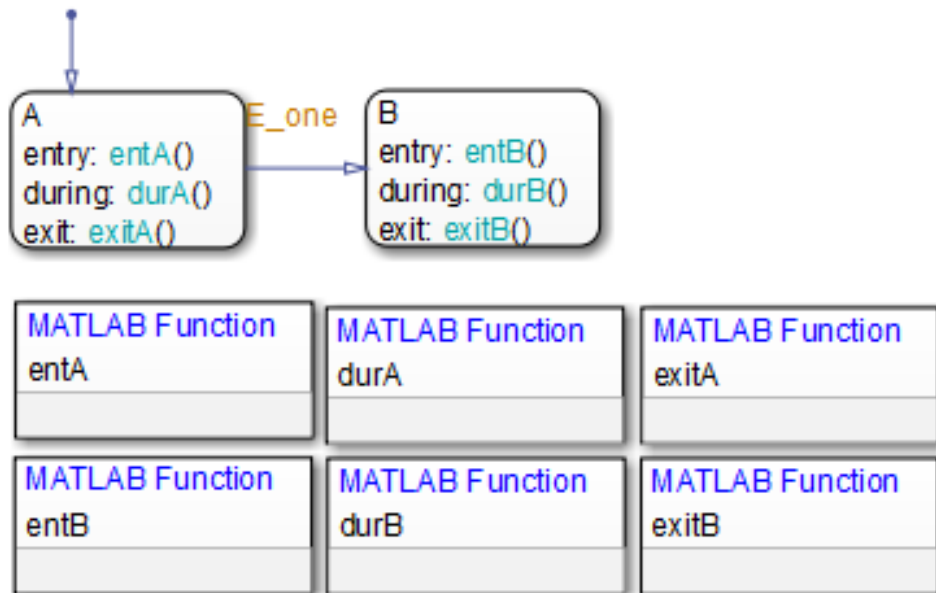 A
entry: entA()
during: durA()
exit: exitA()
E_one
B
entry: entB()
during: durB()
exit: exitB()
MATLAB Function
entA
MATLAB Function
durA
MATLAB Function
exitA
MATLAB Function
entB
MATLAB Function
durB
MATLAB Function
exitB